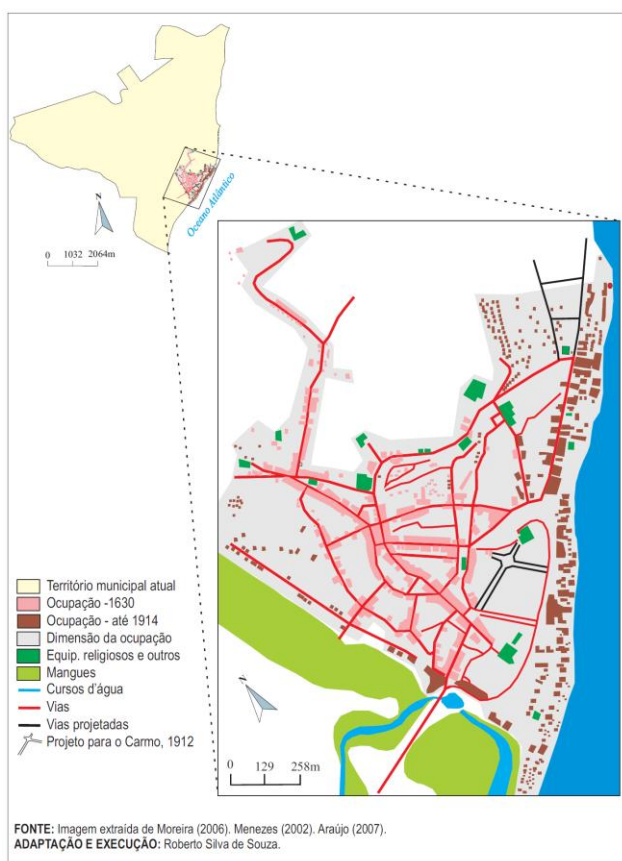 Oceano Atlântico
N
0 1032 2064m
Território municipal atual
Ocupação -1630
Ocupação - até 1914
Dimensão da ocupação
Equip. religiosos e outros
Mangues
Cursos d'água
Vias
Vias projetadas
Projeto para o Carmo, 1912
N
0 129 258m
FONTE: Imagem extraída de Moreira (2006). Menezes (2002). Araújo (2007).
ADAPTAÇÃO E EXECUÇÃO: Roberto Silva de Souza.